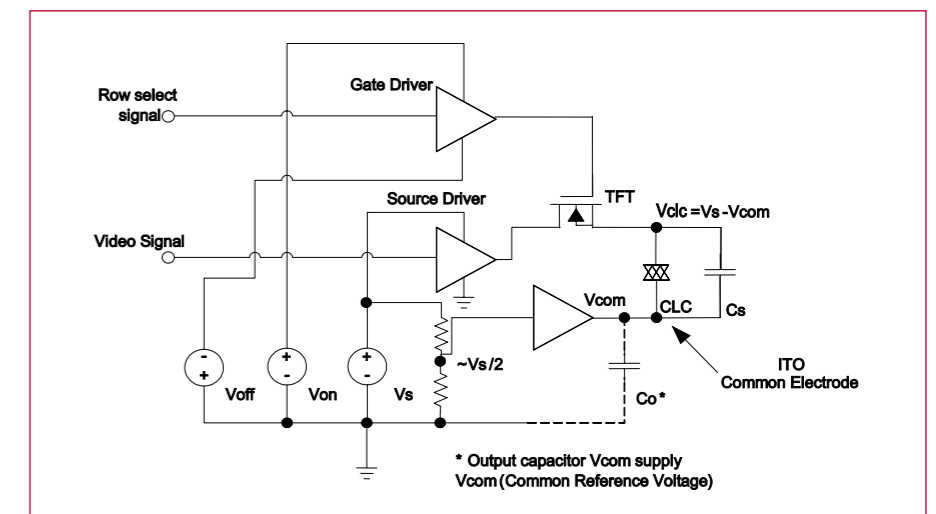 Gate Driver
Row select
signal
Source Driver
TFT
Vclc =Vs-Vcom
Video Signal
Vcom
CLC
Cs
-
+
Voff
+
-
Von
+
-
Vs
~Vs/2
Co*
ITO
Common Electrode
* Output capacitor Vcom supply
Vcom (Common Reference Voltage)